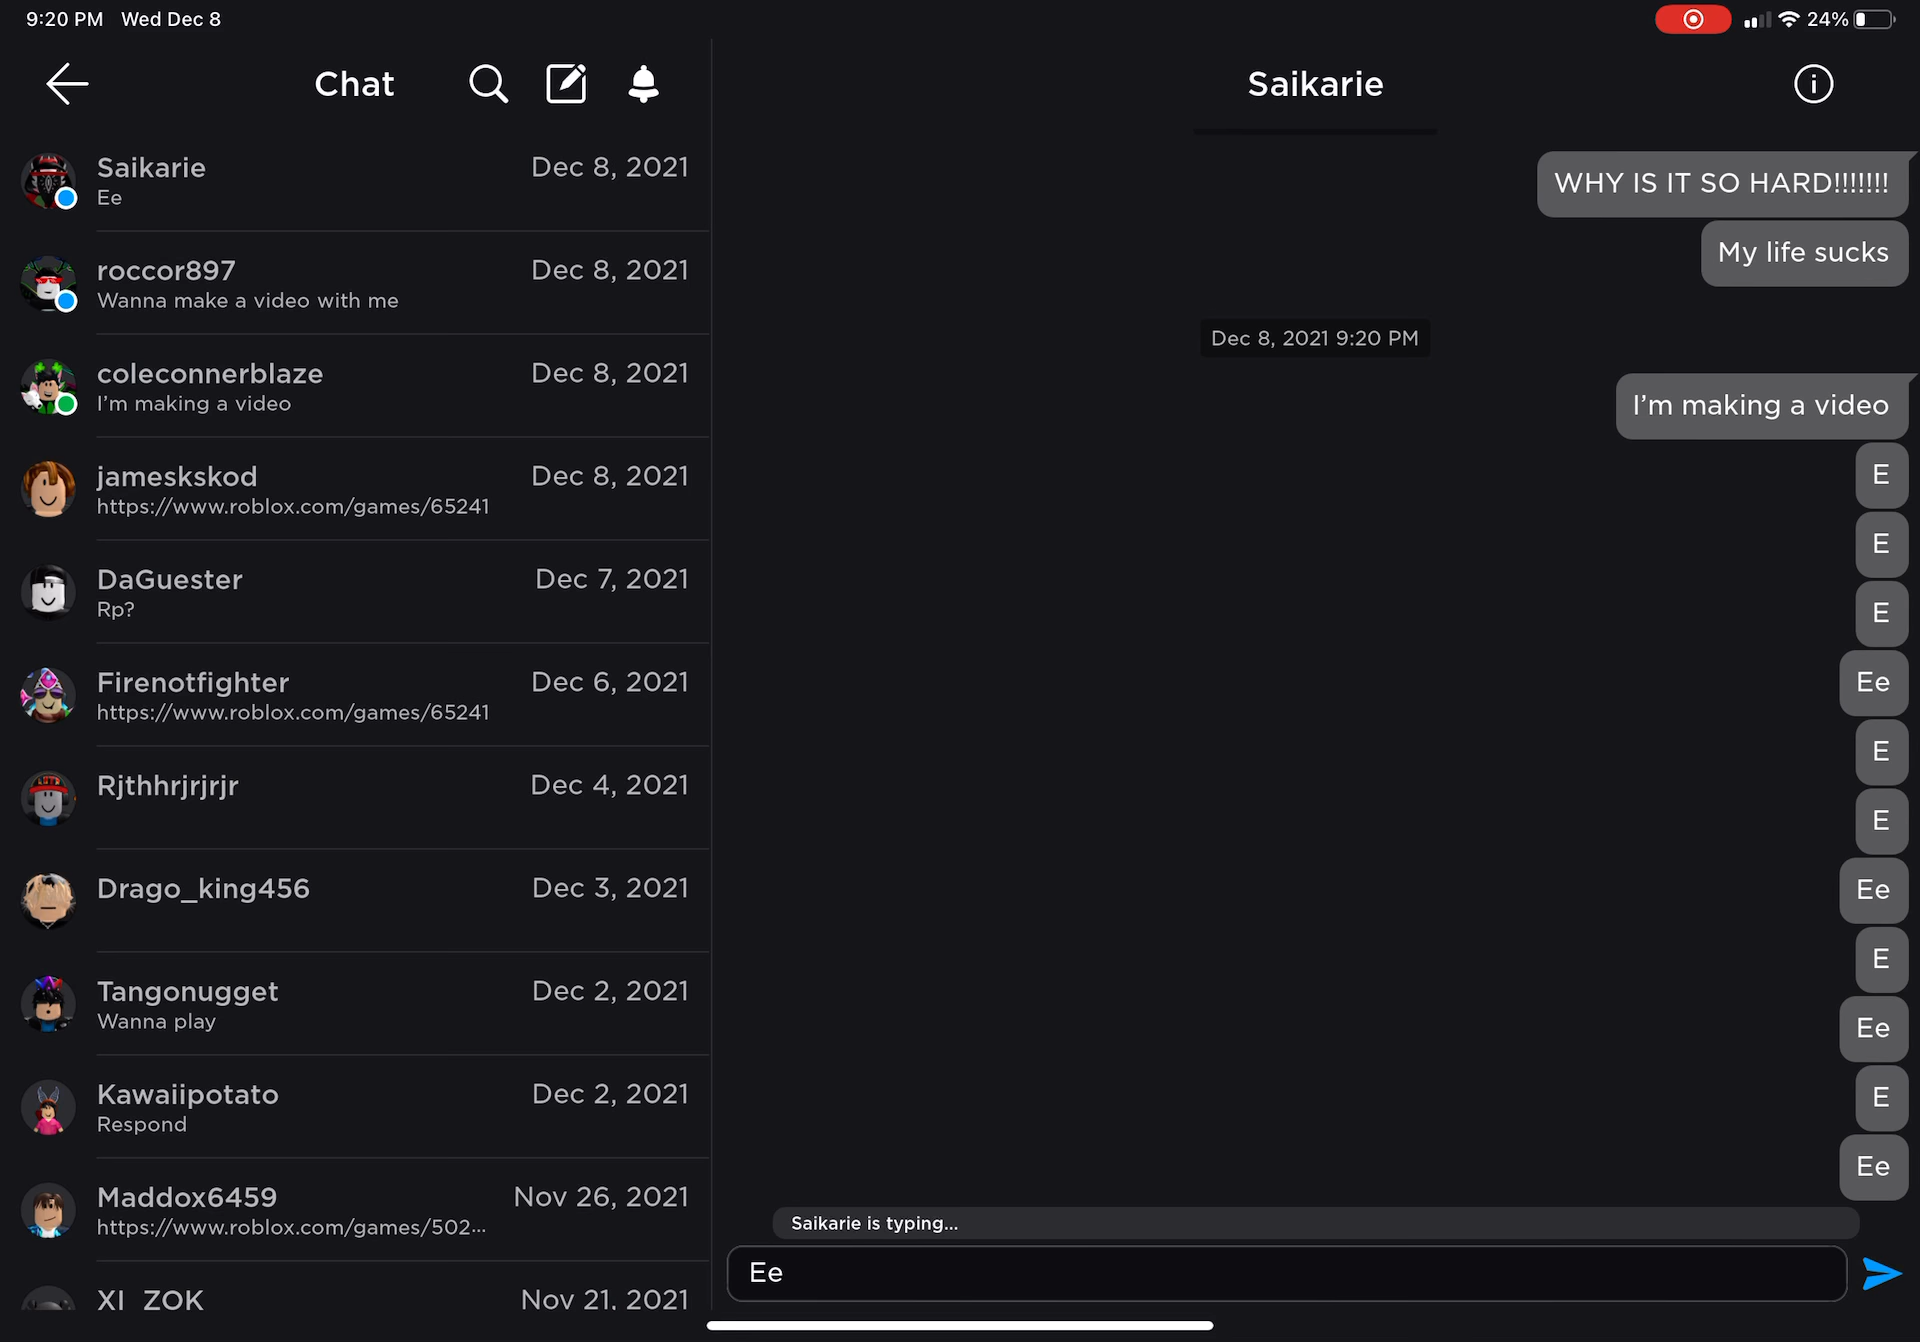 9:20 PM Wed Dec 8
24%
Chat
Saikarie Dec 8, 2021
Ee
roccor897 Dec 8, 2021
Wanna make a video with me
coleconnerblaze Dec 8, 2021
I’m making a video
jameskskod Dec 8, 2021
https://www.roblox.com/games/65241
DaGuester Dec 7, 2021
Rp?
Firenotfighter Dec 6, 2021
https://www.roblox.com/games/65241
Rjthhrjrjrjr Dec 4, 2021
Drago_king456 Dec 3, 2021
Tangonugget Dec 2, 2021
Wanna play
Kawaiipotato Dec 2, 2021
Respond
Maddox6459 Nov 26, 2021
https://www.roblox.com/games/502...
XI_ZOK Nov 21, 2021
Saikarie
WHY IS IT SO HARD!!!!!!!
My life sucks
Dec 8, 2021 9:20 PM
I’m making a video
E
E
E
Ee
E
E
Ee
E
Ee
E
Ee
Saikarie is typing...
Ee